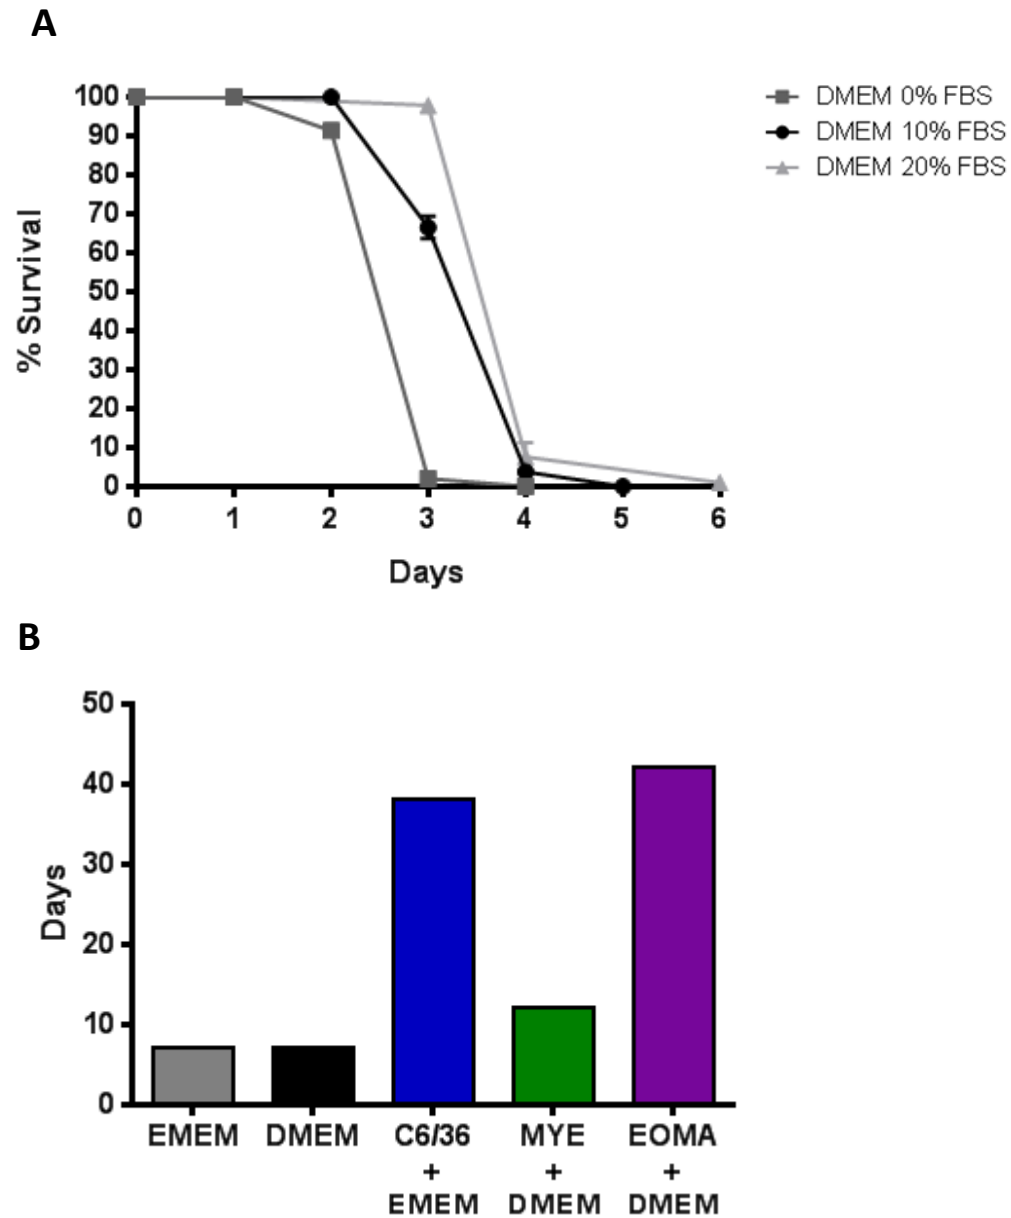 A
100
90
80
70
60
50
40
30
20
10
0
% Survival
0 1 2 3 4 5 6
Days
DMEM 0% FBS
DMEM 10% FBS
DMEM 20% FBS
B
50
40
30
20
10
0
Days
EMEM DMEM C6/36 MYE EOMA
+ + +
EMEM DMEM DMEM